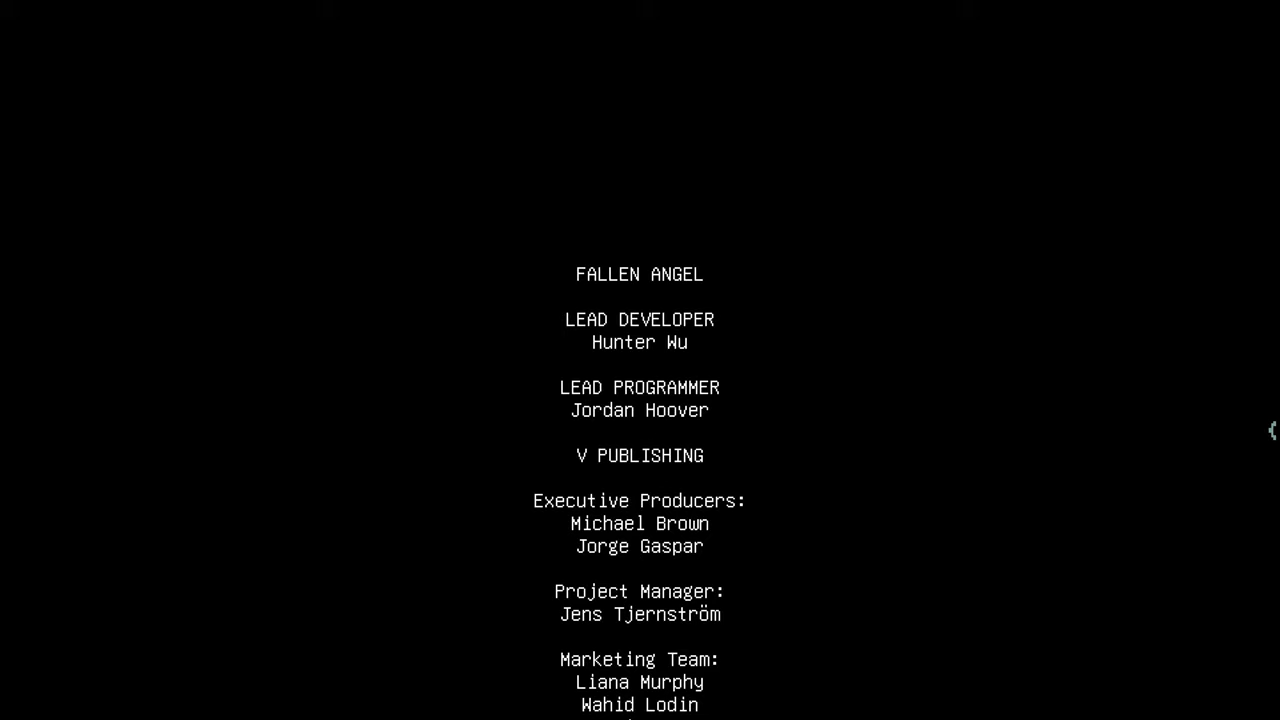 FALLEN ANGEL
LEAD DEVELOPER
Hunter Wu
LEAD PROGRAMMER
Jordan Hoover
V PUBLISHING
Executive Producers:
Michael Brown
Jorge Gaspar
Project Manager:
Jens Tjernström
Marketing Team:
Liana Murphy
Wahid Lodin